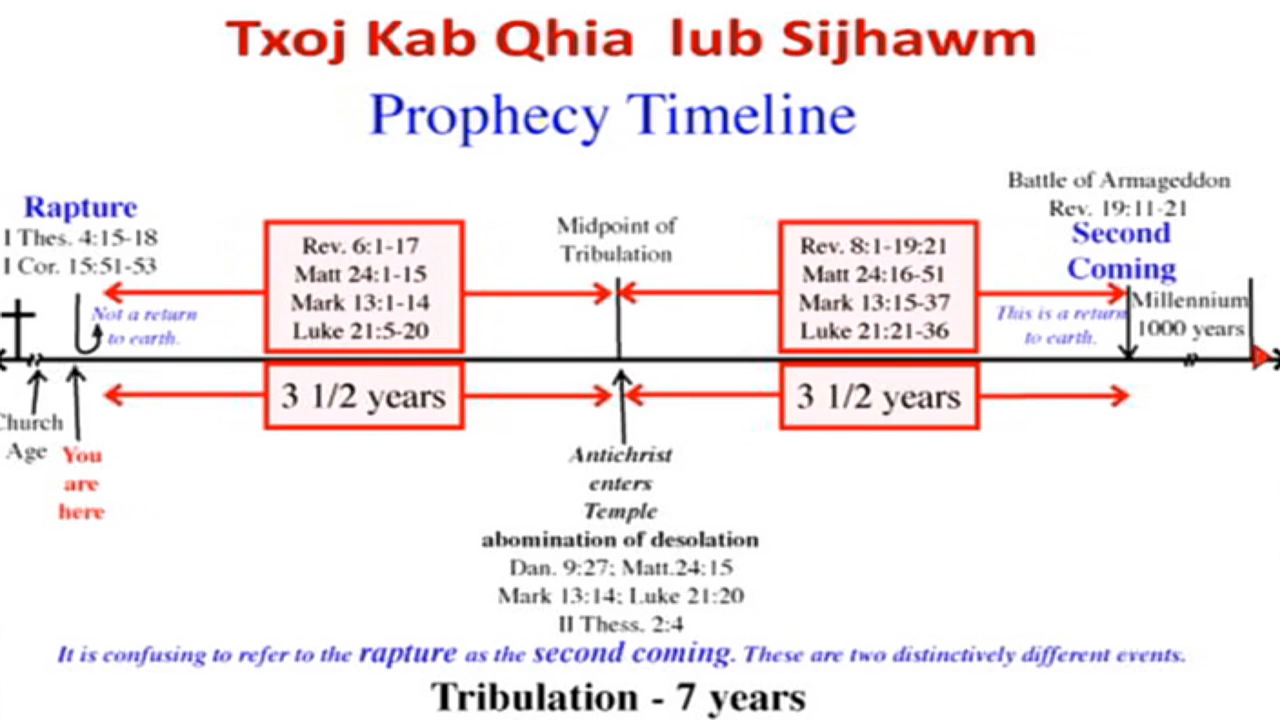 Txoj Kab Qhia lub Sijhawm
Prophecy Timeline
Rapture
I Thes. 4:15-18
I Cor. 15:51-53
Not a return
to earth.
Rev. 6:1-17
Matt 24:1-15
Mark 13:1-14
Luke 21:5-20
Midpoint of
Tribulation
Rev. 8:1-19:21
Matt 24:16-51
Mark 13:15-37
Luke 21:21-36
Battle of Armageddon
Rev. 19:11-21
Second
Coming
This is a return
to earth.
Millennium
1000 years
3 1/2 years
3 1/2 years
Church
Age
You
are
here
Antichrist
enters
Temple
abomination of desolation
Dan. 9:27; Matt.24:15
Mark 13:14; Luke 21:20
II Thess. 2:4
It is confusing to refer to the rapture as the second coming. These are two distinctively different events.
Tribulation - 7 years